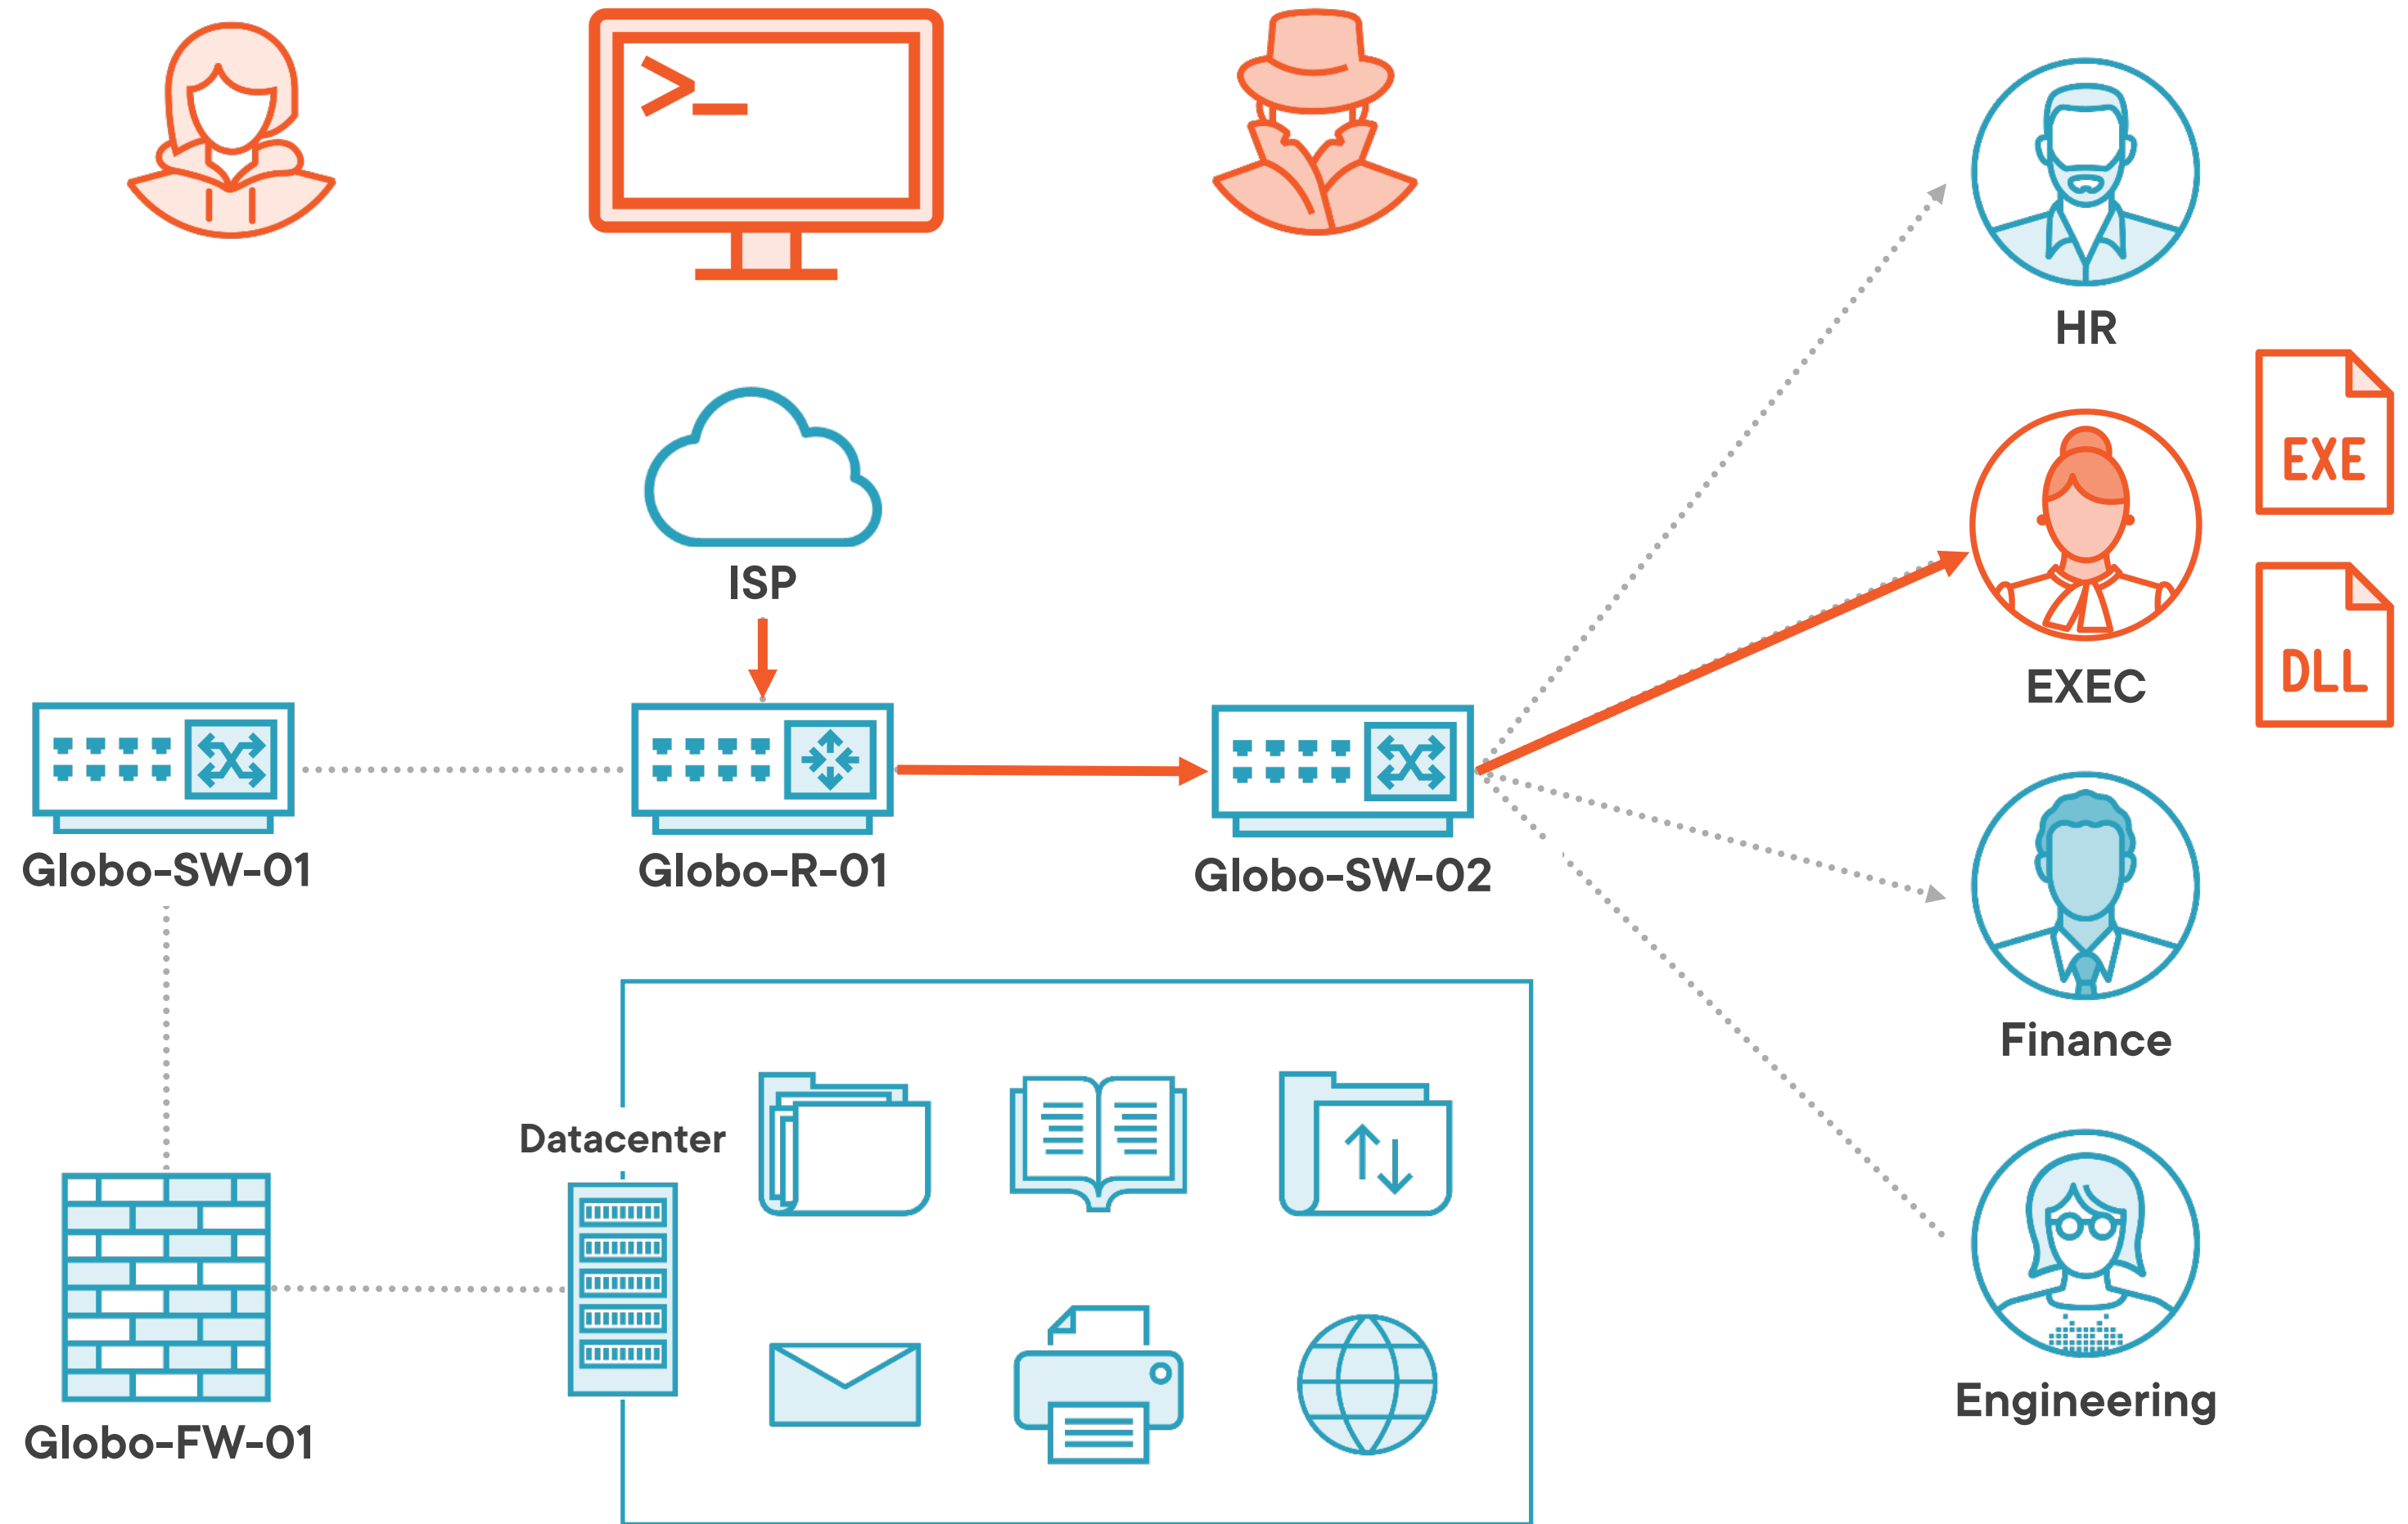 >_
HR
EXE
ISP
EXEC
DLL
Globo-SW-01
Globo-R-01
Globo-SW-02
Finance
Datacenter
Engineering
Globo-FW-01